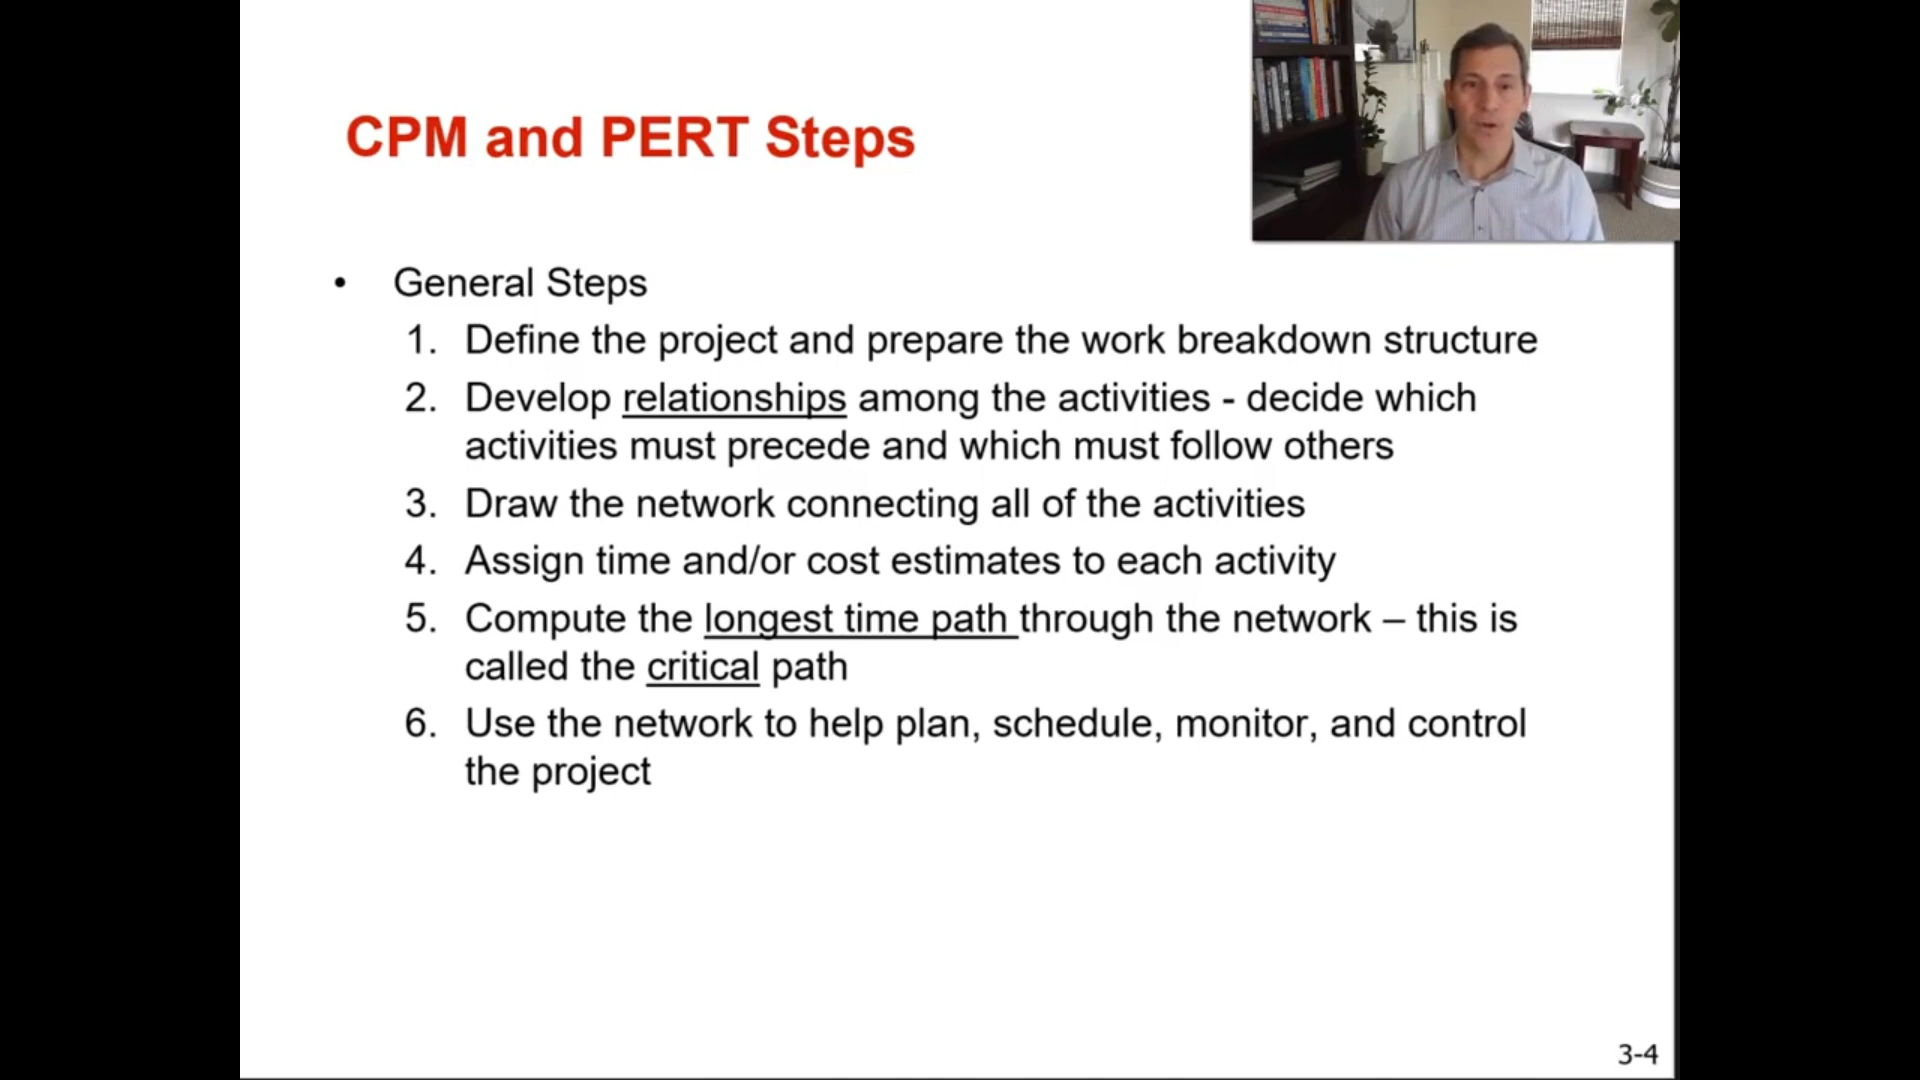 CPM and PERT Steps
• General Steps
1. Define the project and prepare the work breakdown structure
2. Develop relationships among the activities - decide which
activities must precede and which must follow others
3. Draw the network connecting all of the activities
4. Assign time and/or cost estimates to each activity
5. Compute the longest time path through the network – this is
called the critical path
6. Use the network to help plan, schedule, monitor, and control
the project
3-4